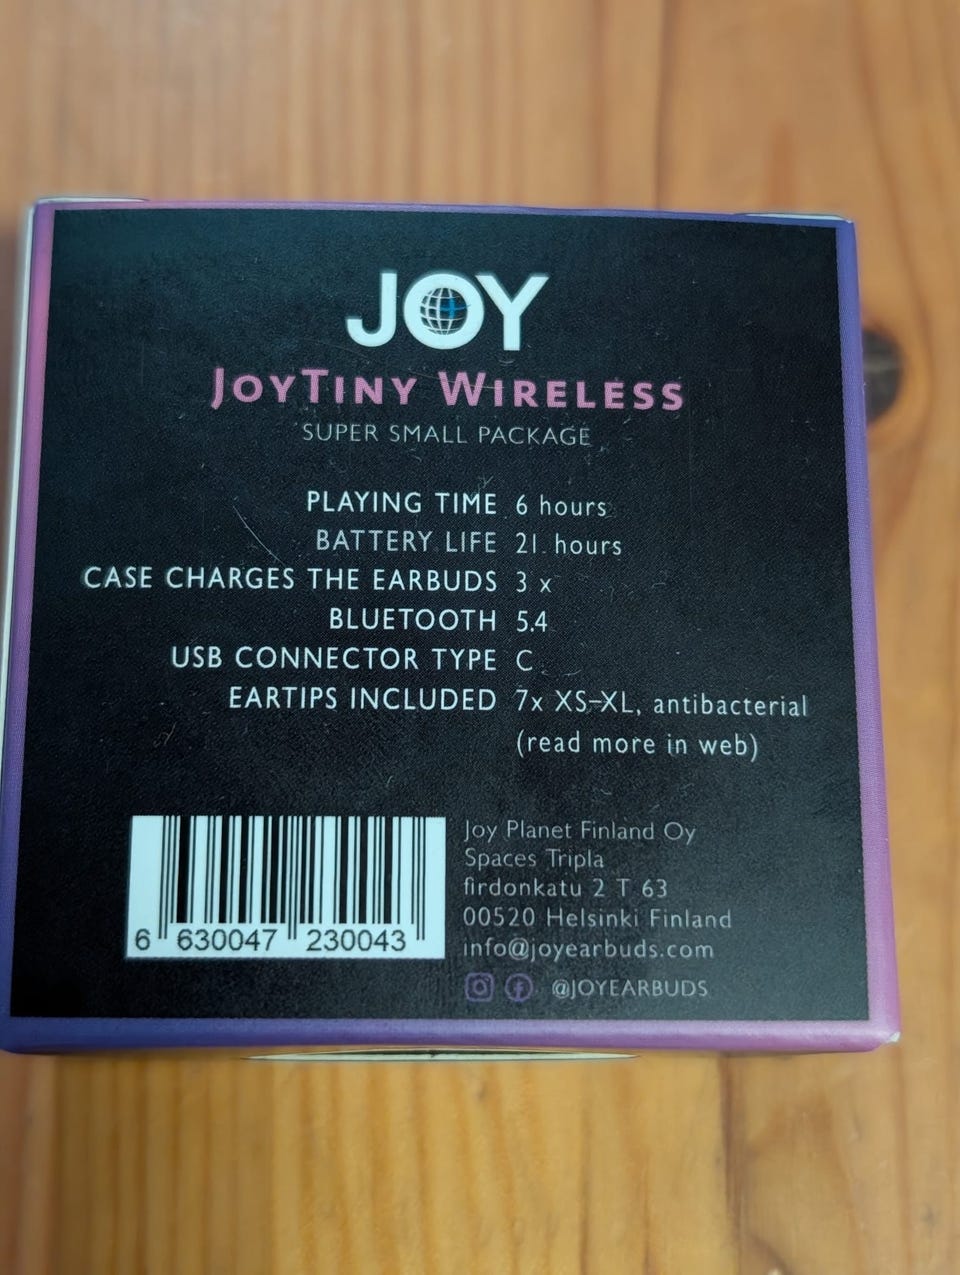 JOY
JOYTINY WIRELESS
SUPER SMALL PACKAGE
PLAYING TIME 6 hours
BATTERY LIFE 21 hours
CASE CHARGES THE EARBUDS 3 x
BLUETOOTH 5.4
USB CONNECTOR TYPE C
EARTIPS INCLUDED 7x XS-XL, antibacterial
(read more in web)
6 630047 230043
Joy Planet Finland Oy
Spaces Tripla
firdonkatu 2 T 63
00520 Helsinki Finland
info@joyearbuds.com
@JOYEARBUDS